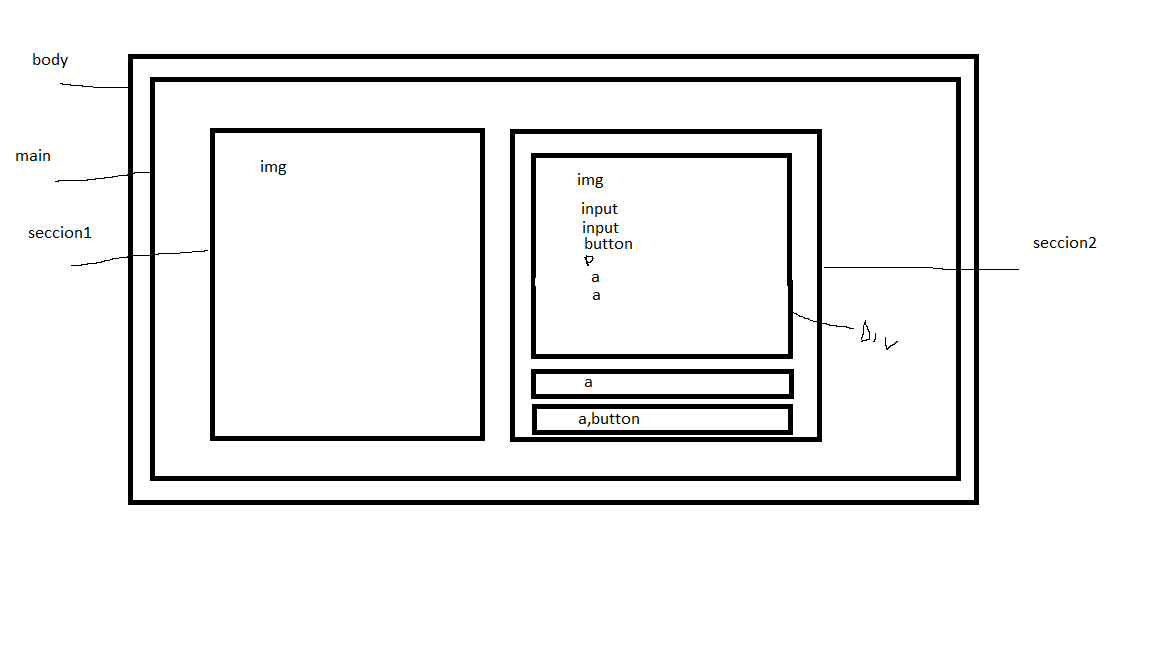 body
main
seccion1
img
img
input
input
button
P
a
a
seccion2
Div
a
a,button